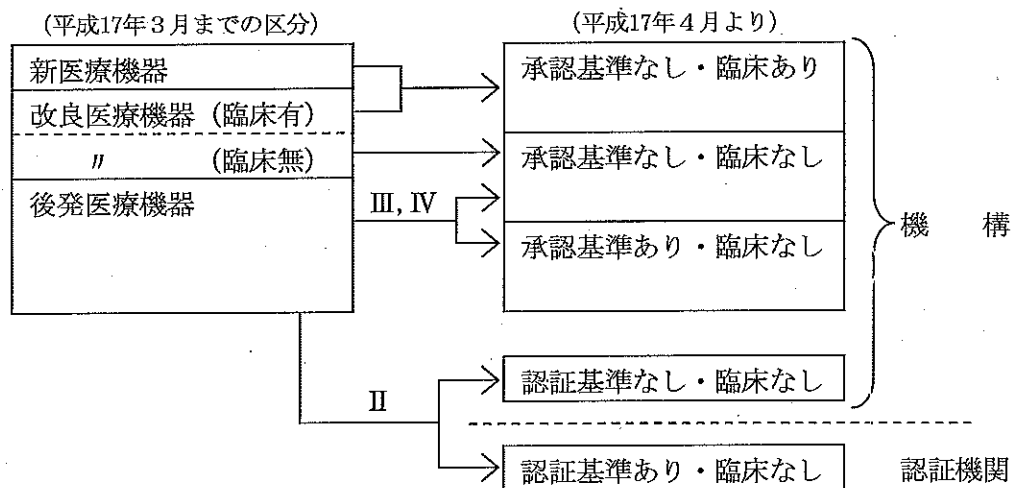 (平成17年3月までの区分)
新医療機器
改良医療機器 (臨床有)
〃 (臨床無)
後発医療機器
Ⅲ, Ⅳ
Ⅱ
(平成17年4月より)
承認基準なし・臨床あり
承認基準なし・臨床なし
承認基準あり・臨床なし
認証基準なし・臨床なし
認証基準あり・臨床なし
機 構
認証機関